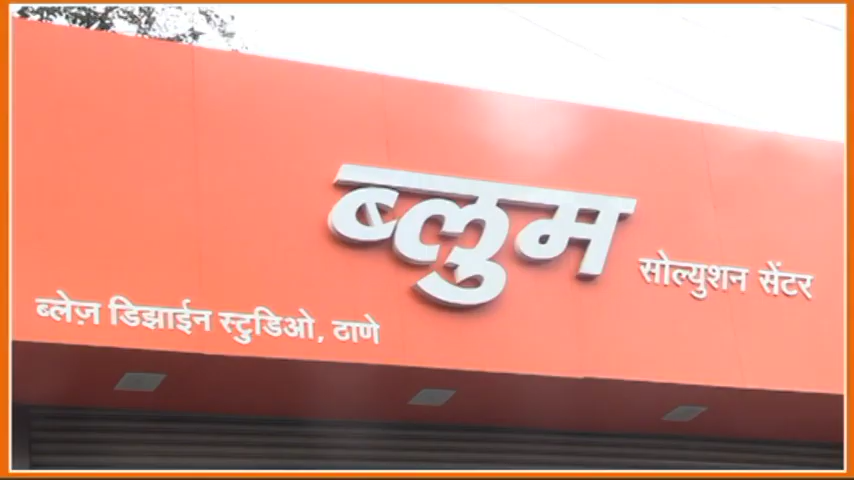 ब्लुम
सोल्युशन सेंटर
ब्लेज़ डिझाईन स्टुडिओ, ठाणे